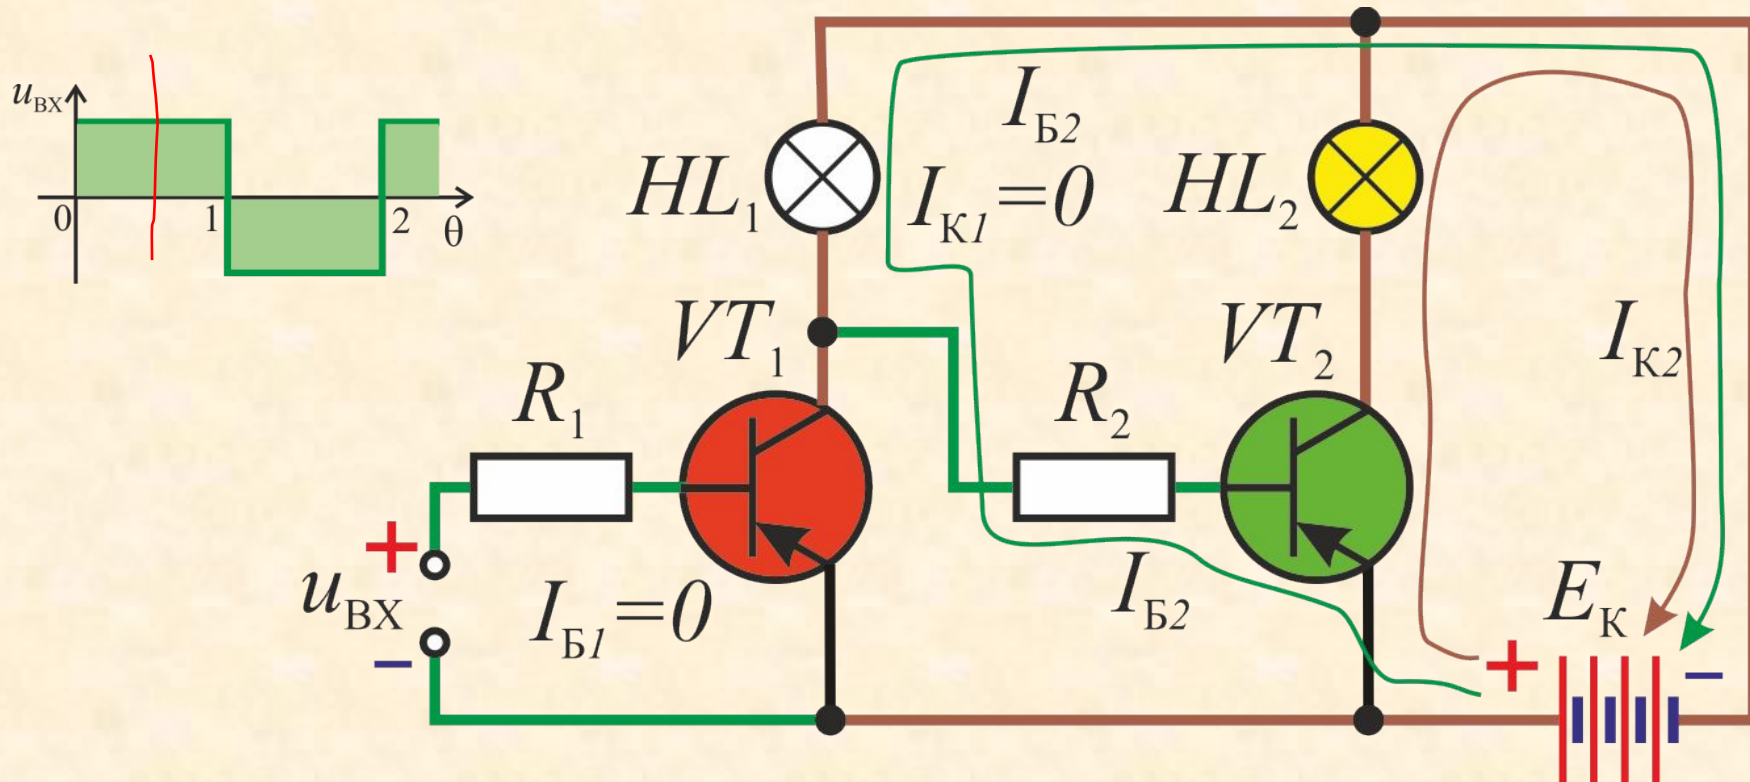 uВХ
0 1 2 θ
HL1
IБ2
IК1=0
HL2
VT1
VT2
IК2
R1
R2
+
uВХ
−
IБ1=0
IБ2
EК
+ −